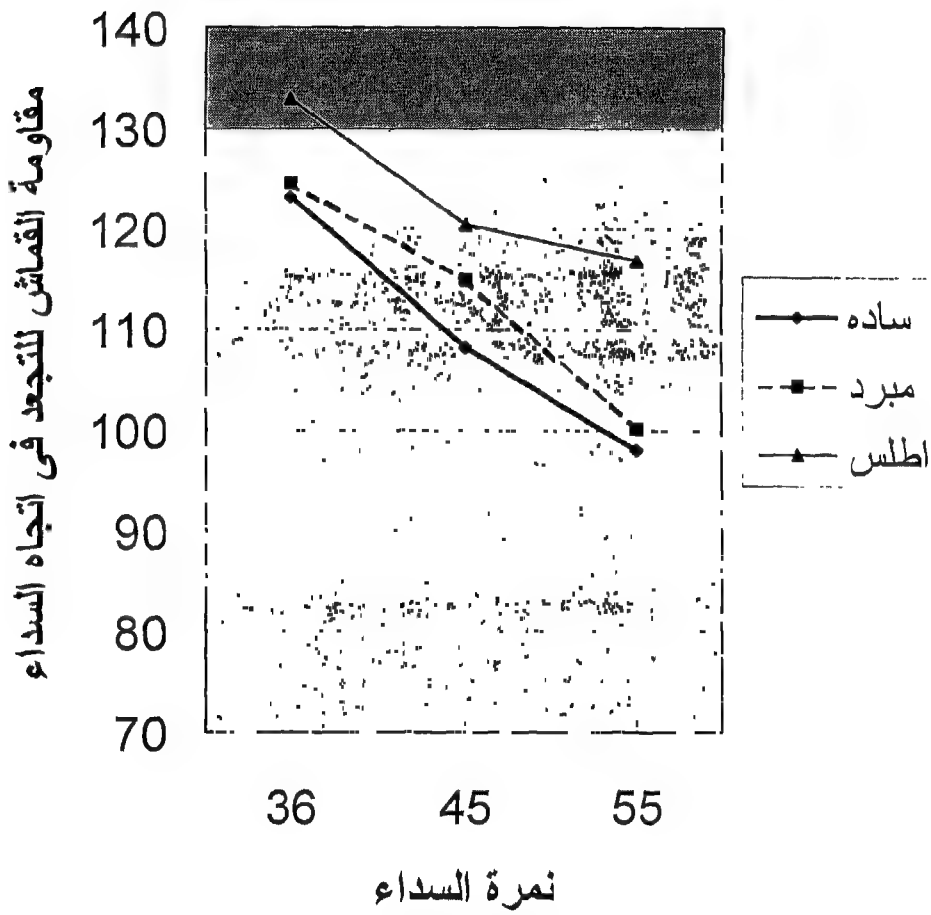 مقاومة القماش للتجعد فى اتجاه السداء
140
130
120
110
100
90
80
70
36 45 55
نمرة السداء
ساده
مبرد
اطلس